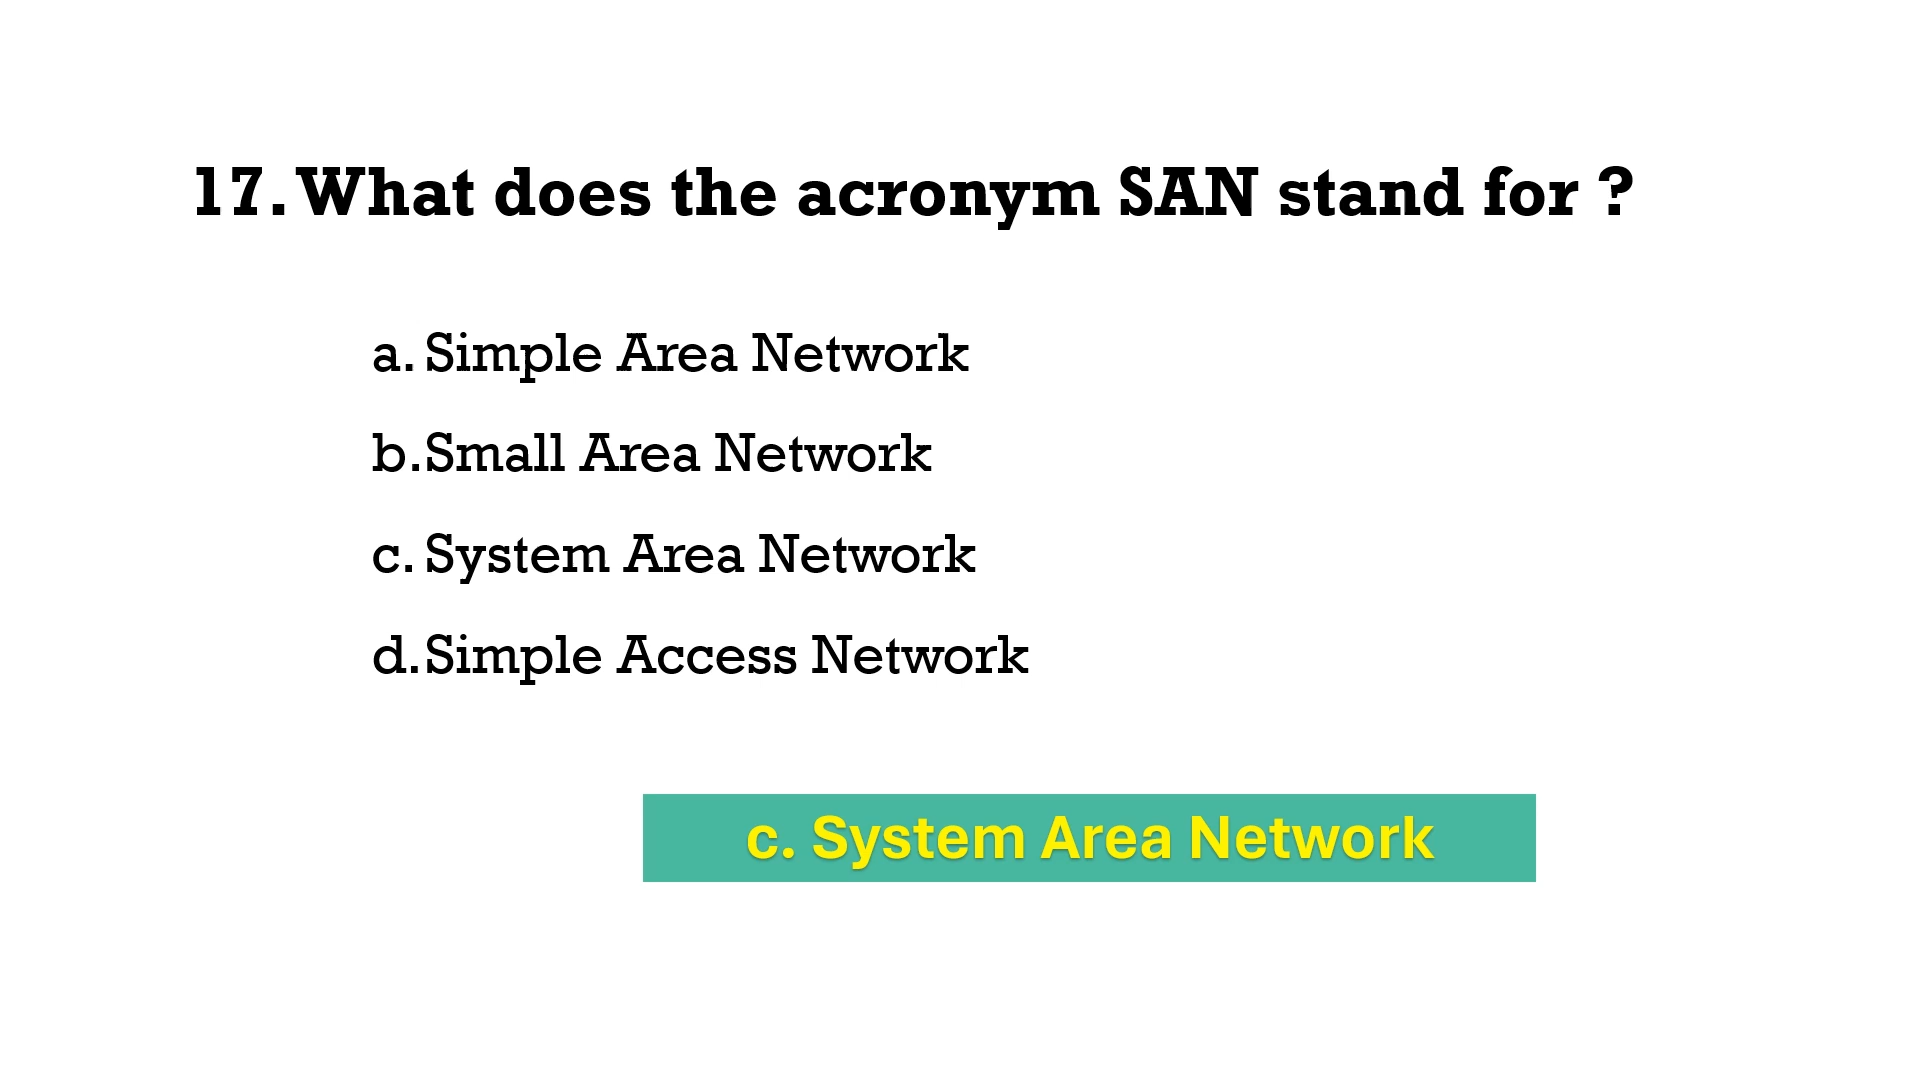 17. What does the acronym SAN stand for ?
a. Simple Area Network
b. Small Area Network
c. System Area Network
d. Simple Access Network
c. System Area Network